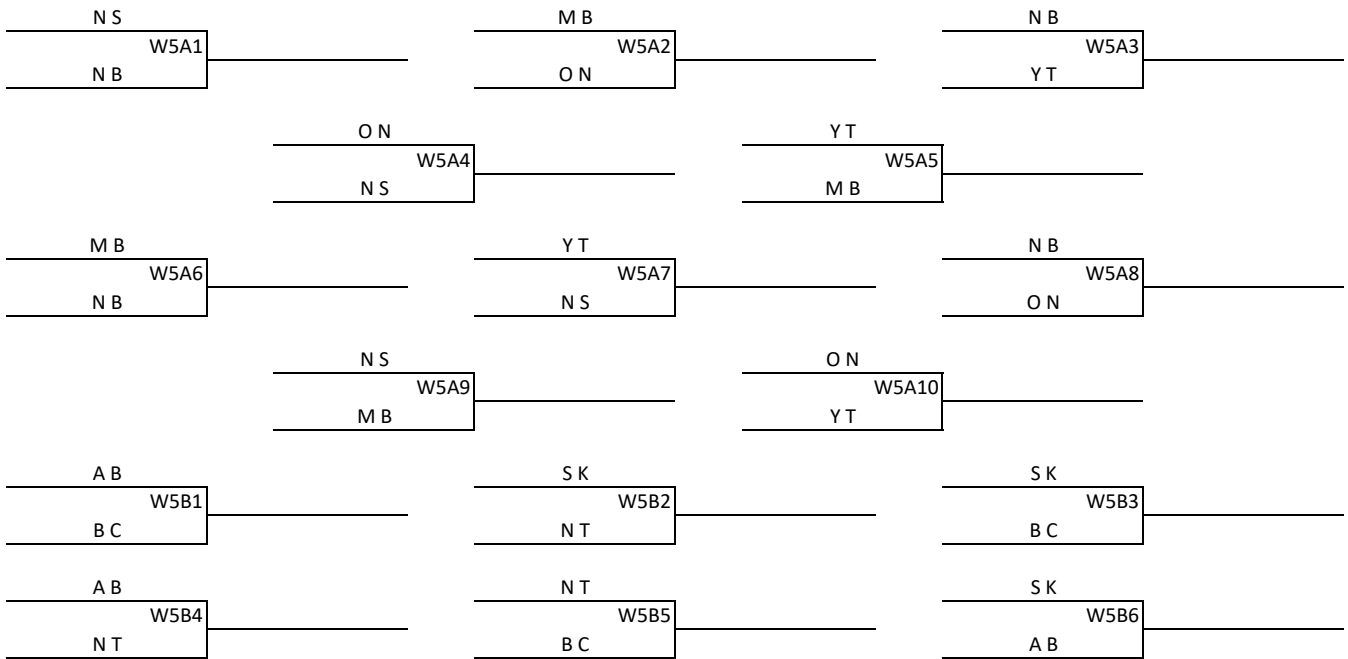 N S M B N B
W5A1 W5A2 W5A3
N B O N Y T
O N Y T
W5A4 W5A5
N S M B
M B Y T N B
W5A6 W5A7 W5A8
N B N S O N
N S O N
W5A9 W5A10
M B Y T
A B S K S K
W5B1 W5B2 W5B3
B C N T B C
A B N T S K
W5B4 W5B5 W5B6
N T B C A B